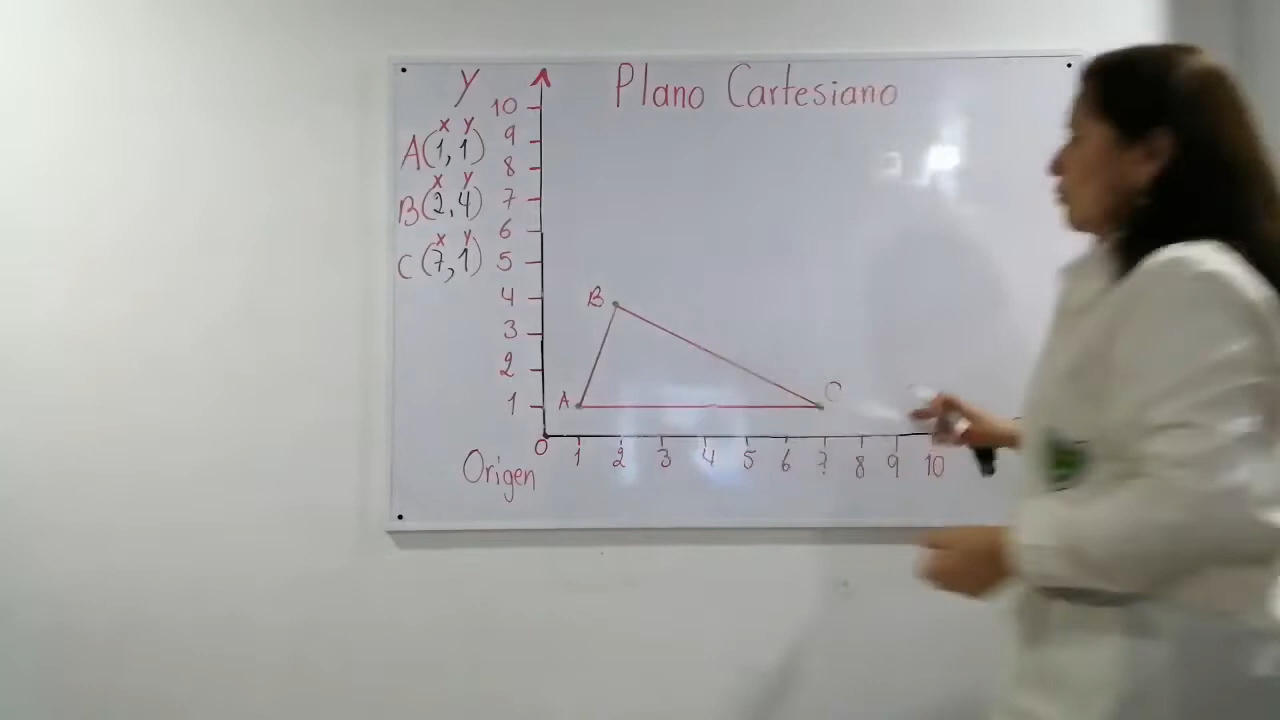 Plano Cartesiano
Y
10
x y
A(1,1)
9
8
x y
B(2,4)
7
6
x y
C(7,1)
5
4
B
3
2
1
A
C
0
1 2 3 4 5 6 7 8 9 10
Origen